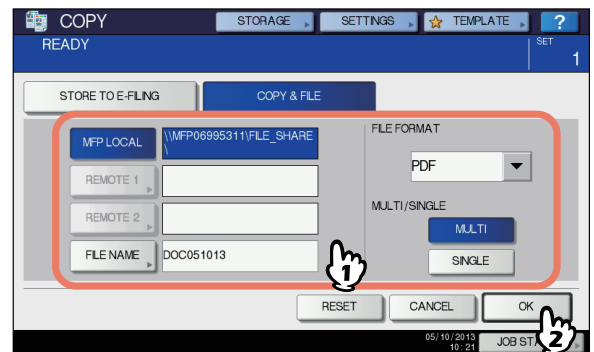 COPY
STORAGE
SETTINGS
TEMPLATE
?
READY
SET
1
STORE TO E-FILING
COPY & FILE
MFP LOCAL
\\MFP06995311\FILE_SHARE
\
REMOTE 1
REMOTE 2
FILE NAME
DOC051013
FILE FORMAT
PDF
MULTI/SINGLE
MULTI
SINGLE
1
RESET
CANCEL
OK
2
05/10/2013
10:21
JOB STA